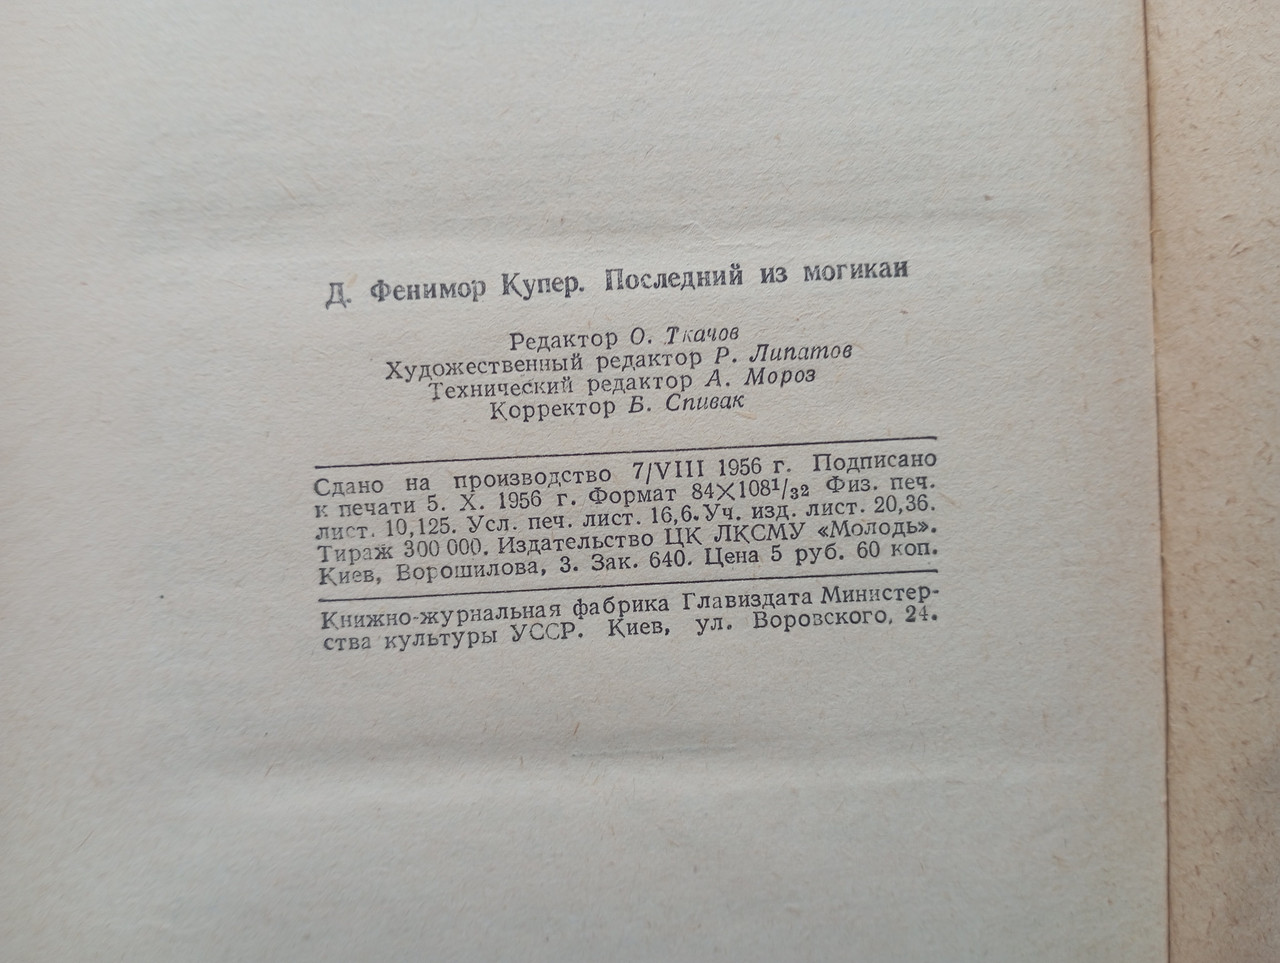 Д. Фенимор Купер. Последний из могикан
Редактор О. Ткачов
Художественный редактор Р. Липатов
Технический редактор А. Мороз
Корректор Б. Спивак
Сдано на производство 7/VIII 1956 г. Подписано
к печати 5. X. 1956 г. Формат 84×108¹/₃₂ Физ. печ.
лист. 10,125. Усл. печ. лист. 16,6. Уч. изд. лист. 20,36.
Тираж 300 000. Издательство ЦК ЛКСМУ «Молодь».
Киев, Ворошилова, 3. Зак. 640. Цена 5 руб. 60 коп.
Книжно-журнальная фабрика Главиздата Министер-
ства культуры УССР. Киев, ул. Воровского, 24.